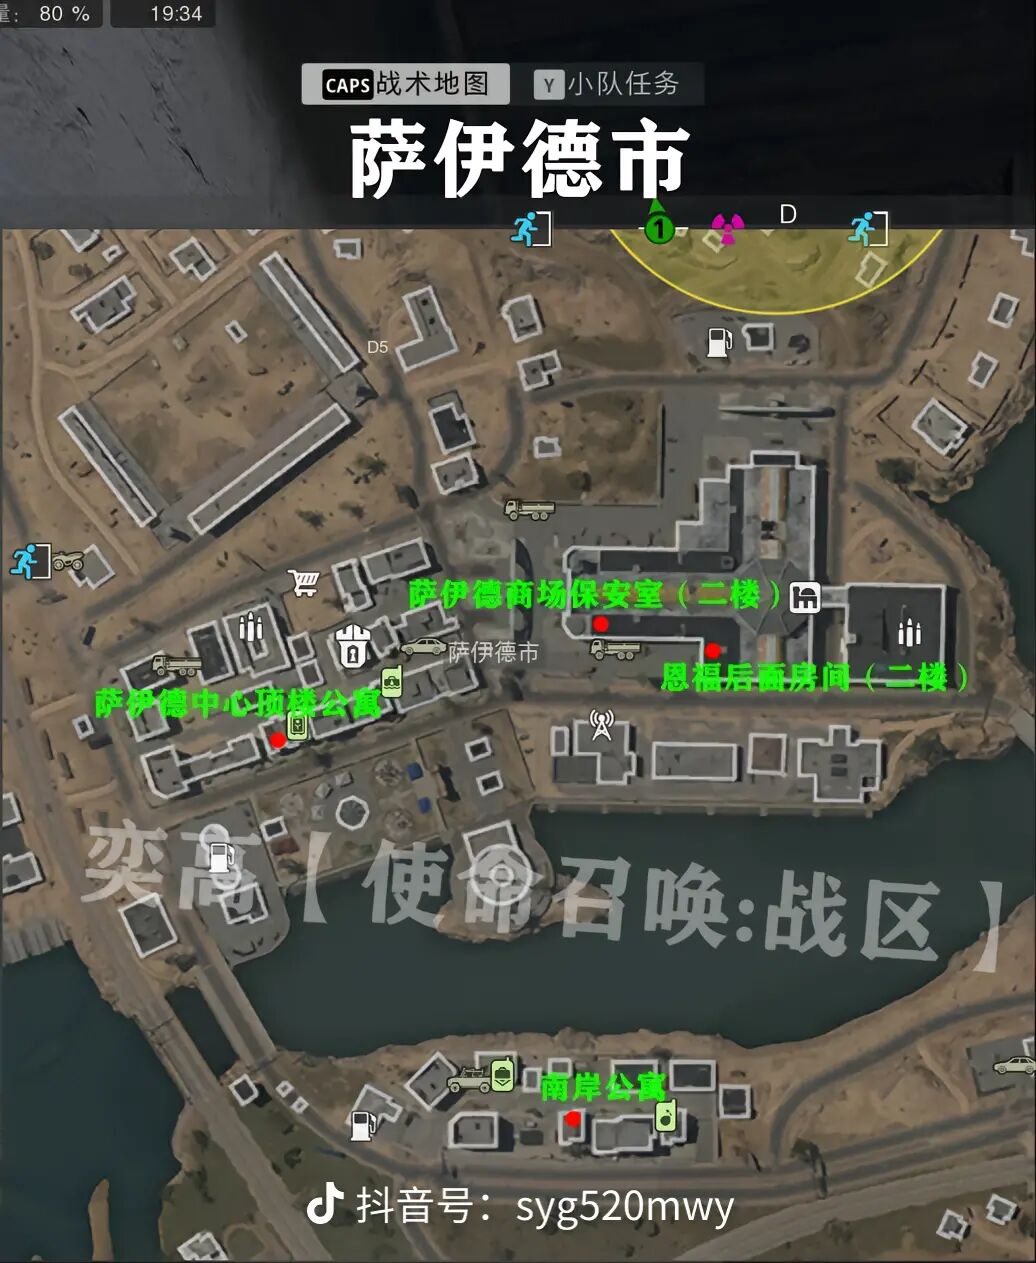 量： 80 % 19:34
CAPS 战术地图 Y 小队任务
萨伊德市
1 D
D5
萨伊德商场保安室（二楼）
萨伊德市
恩福后面房间（二楼）
萨伊德中心顶楼公寓
奕高【使命召唤:战区】
南岸公寓
抖音号：syg520mwy